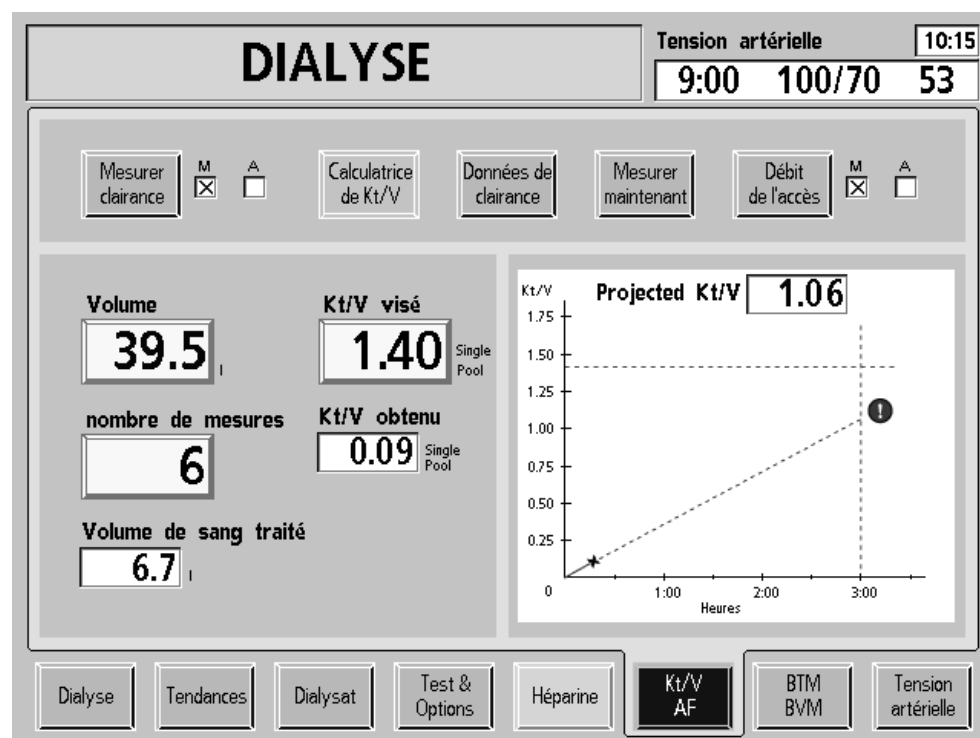 DIALYSE
Tension artérielle 10:15
9:00 100/70 53
Mesurer
clairance
M A
Calculatrice
de Kt/V
Données de
clairance
Mesurer
maintenant
Débit
de l'accès
M A
Volume
39.5 l
Kt/V visé
1.40 Single
Pool
nombre de mesures
6
Kt/V obtenu
0.09 Single
Pool
Volume de sang traité
6.7 l
Kt/V
Projected Kt/V 1.06
1.75
1.50
1.25
1.00
0.75
0.50
0.25
0 1:00 2:00 3:00
Heures
!
Dialyse
Tendances
Dialysat
Test &
Options
Héparine
Kt/V
AF
BTM
BVM
Tension
artérielle